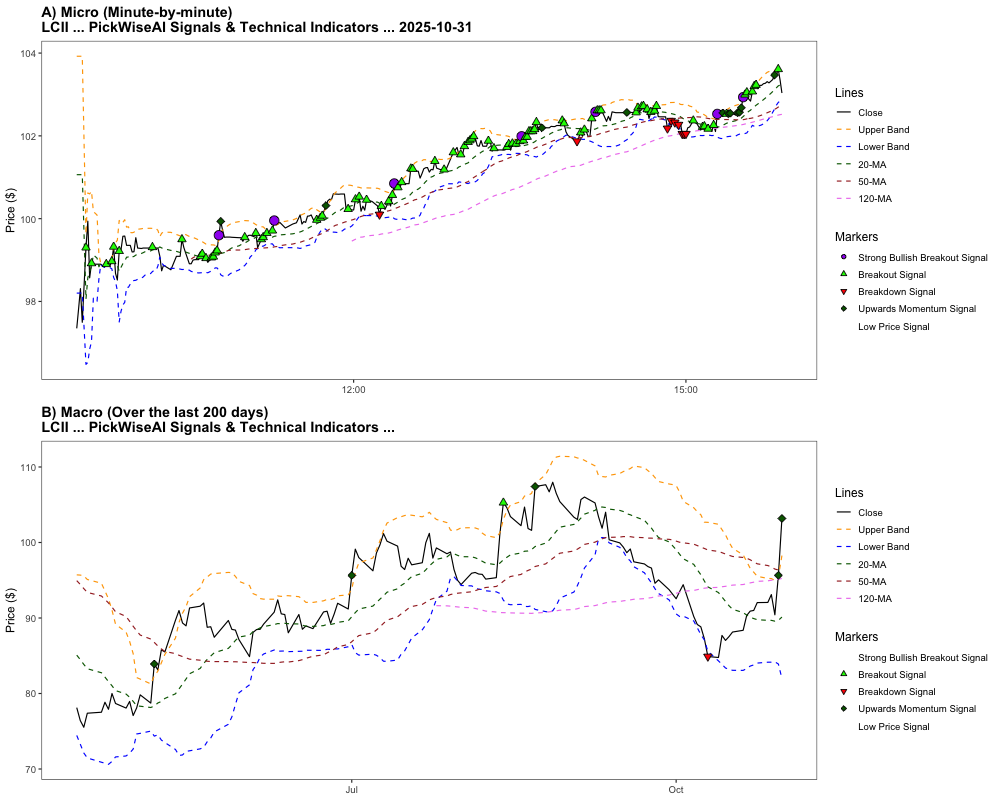 A) Micro (Minute-by-minute)
LCII ... PickWiseAI Signals & Technical Indicators ... 2025-10-31
Price ($)
104
102
100
98
12:00
15:00
Lines
Close
Upper Band
Lower Band
20-MA
50-MA
120-MA
Markers
Strong Bullish Breakout Signal
Breakout Signal
Breakdown Signal
Upwards Momentum Signal
Low Price Signal
B) Macro (Over the last 200 days)
LCII ... PickWiseAI Signals & Technical Indicators ...
Price ($)
110
100
90
80
70
Jul
Oct
Lines
Close
Upper Band
Lower Band
20-MA
50-MA
120-MA
Markers
Strong Bullish Breakout Signal
Breakout Signal
Breakdown Signal
Upwards Momentum Signal
Low Price Signal